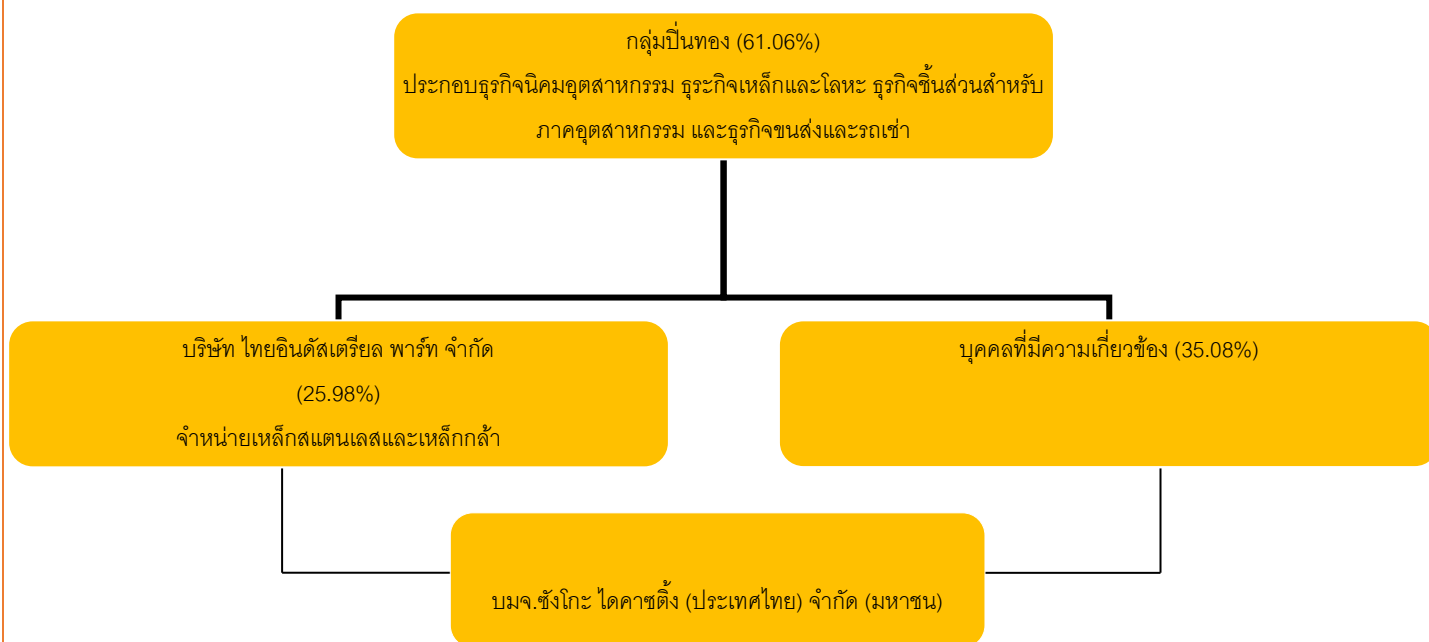 กลุ่มปิ่นทอง (61.06%)
ประกอบธุรกิจนิคมอุตสาหกรรม ธุระกิจเหล็กและโลหะ ธุรกิจชิ้นส่วนสำหรับ
ภาคอุตสาหกรรม และธุรกิจขนส่งและรถเช่า
บริษัท ไทยอินดัสเตรียล พาร์ท จำกัด
(25.98%)
จำหน่ายเหล็กสแตนเลสและเหล็กกล้า
บุคคลที่มีความเกี่ยวข้อง (35.08%)
บมจ.ซังโกะ ไดคาซติ้ง (ประเทศไทย) จำกัด (มหาชน)